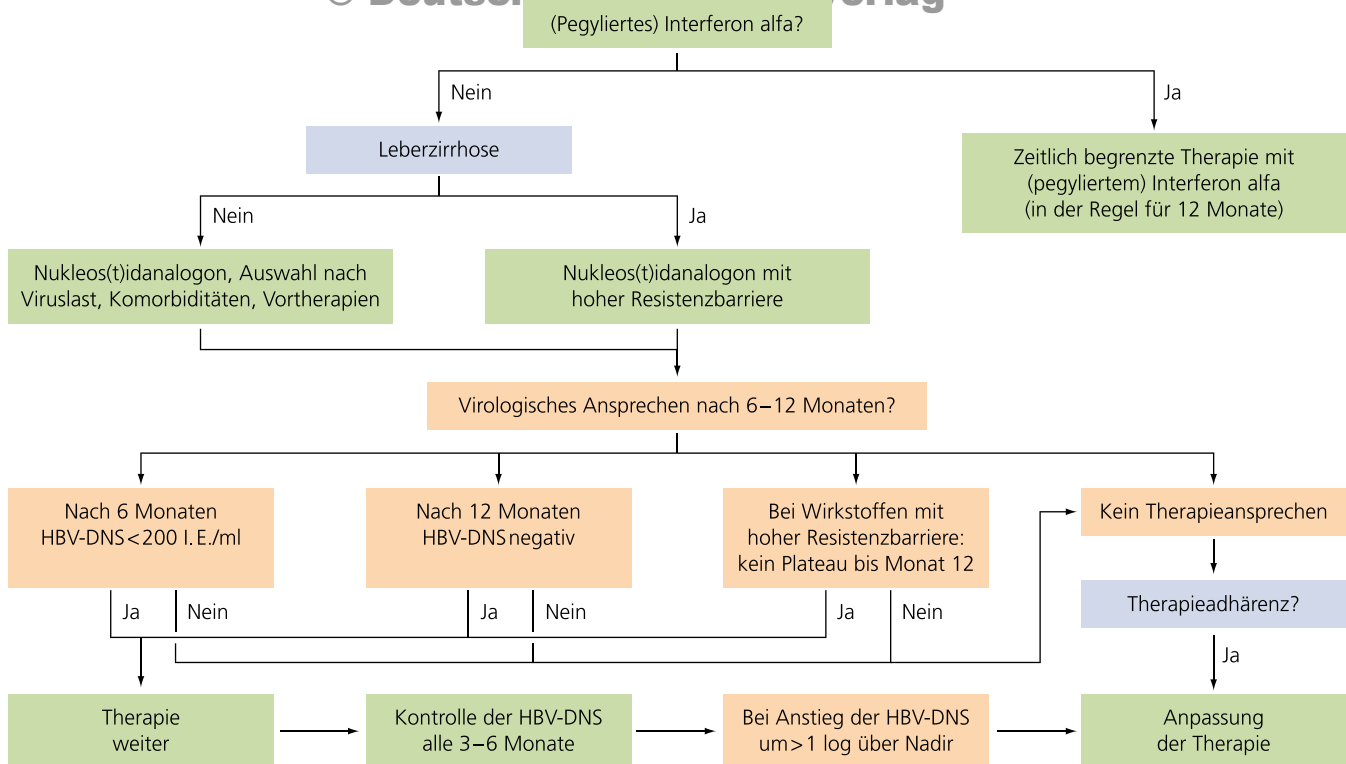 (Pegyliertes) Interferon alfa?
Nein
Ja
Leberzirrhose
Zeitlich begrenzte Therapie mit
(pegyliertem) Interferon alfa
(in der Regel für 12 Monate)
Nein
Ja
Nukleos(t)idanalogon, Auswahl nach
Viruslast, Komorbiditäten, Vortherapien
Nukleos(t)idanalogon mit
hoher Resistenzbarriere
Virologisches Ansprechen nach 6–12 Monaten?
Nach 6 Monaten
HBV-DNS<200 I.E./ml
Nach 12 Monaten
HBV-DNS negativ
Bei Wirkstoffen mit
hoher Resistenzbarriere:
kein Plateau bis Monat 12
Kein Therapieansprechen
Ja
Nein
Ja
Nein
Ja
Nein
Therapieadhärenz?
Ja
Therapie
weiter
Kontrolle der HBV-DNS
alle 3–6 Monate
Bei Anstieg der HBV-DNS
um>1 log über Nadir
Anpassung
der Therapie